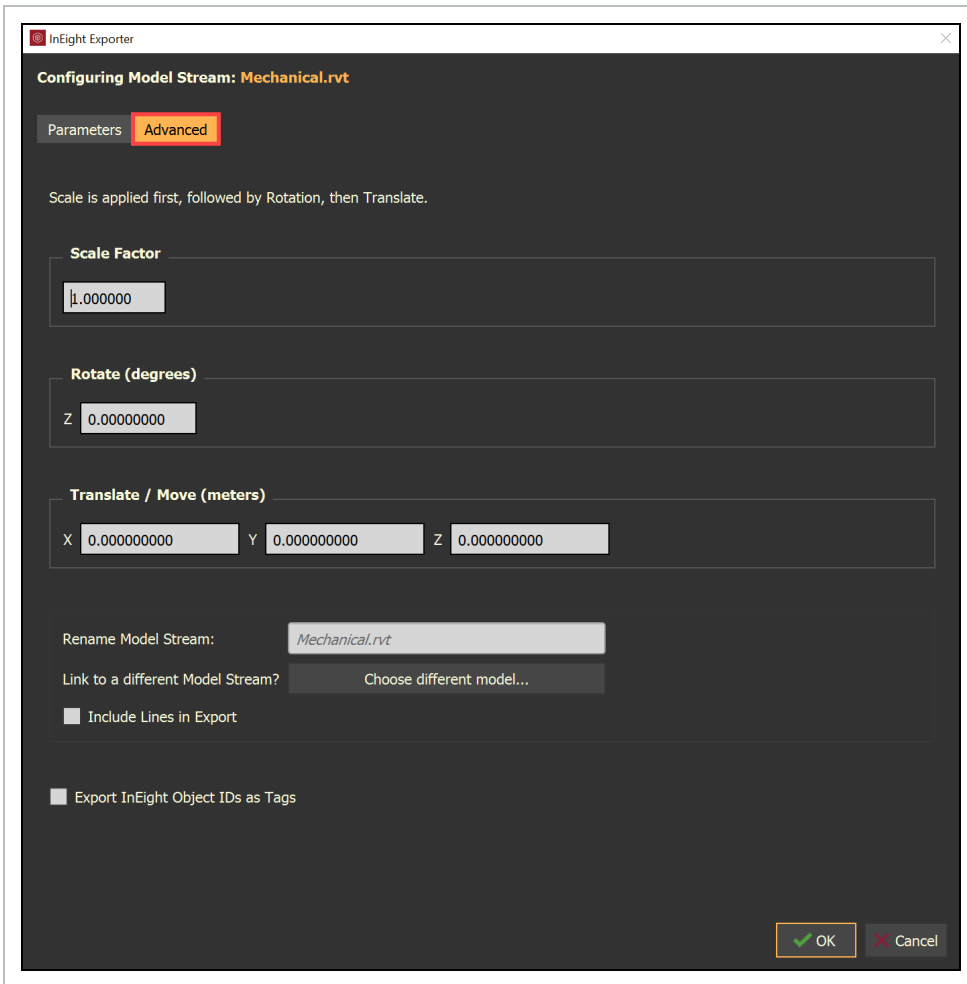 InEight Exporter
Configuring Model Stream: Mechanical.rvt
Parameters Advanced
Scale is applied first, followed by Rotation, then Translate.
Scale Factor
1.000000
Rotate (degrees)
Z 0.00000000
Translate / Move (meters)
X 0.000000000 Y 0.000000000 Z 0.000000000
Rename Model Stream: Mechanical.rvt
Link to a different Model Stream? Choose different model...
Include Lines in Export
Export InEight Object IDs as Tags
OK Cancel